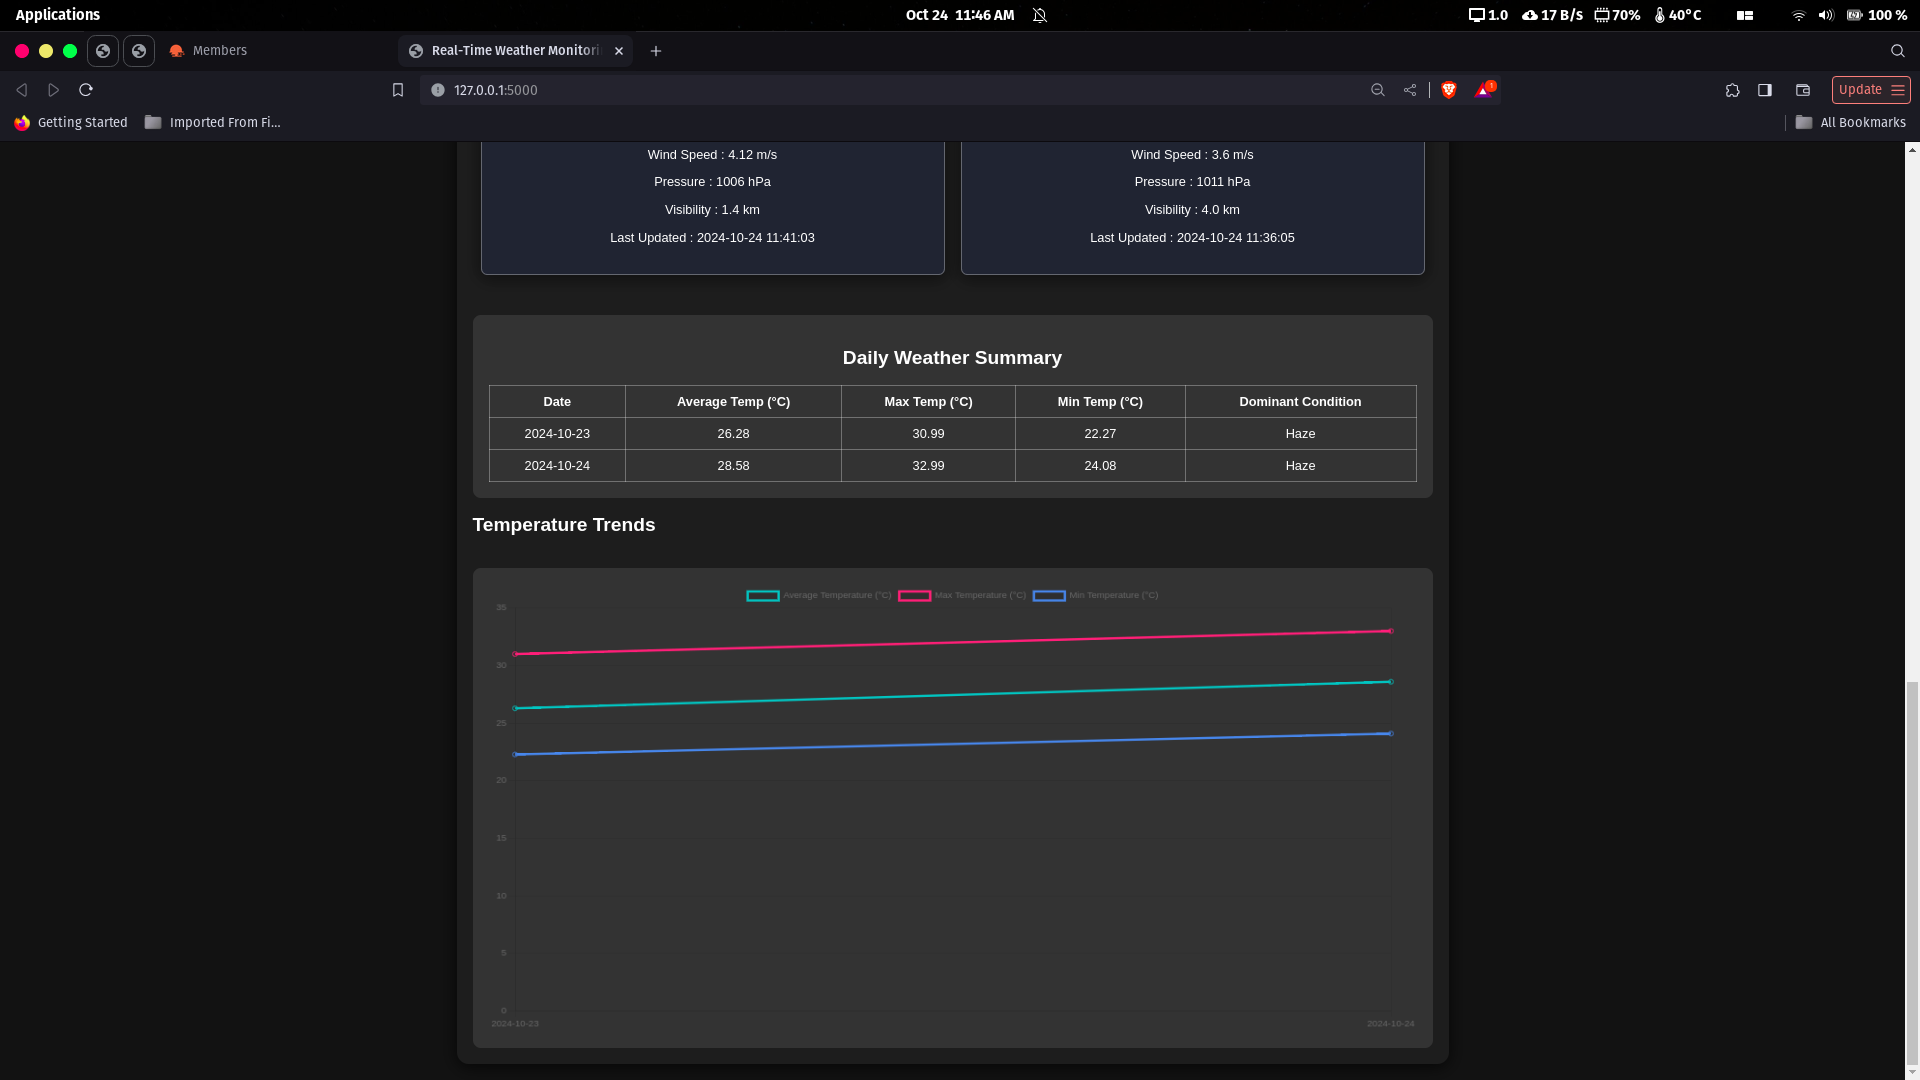 Applications
Oct 24 11:46 AM
1.0 17 B/s 70% 40°C 100 %
Members
Real-Time Weather Monitori
127.0.0.1:5000
1
Update
Getting Started
Imported From Fi...
All Bookmarks
Wind Speed : 4.12 m/s
Pressure : 1006 hPa
Visibility : 1.4 km
Last Updated : 2024-10-24 11:41:03
Wind Speed : 3.6 m/s
Pressure : 1011 hPa
Visibility : 4.0 km
Last Updated : 2024-10-24 11:36:05
Daily Weather Summary
Date Average Temp (°C) Max Temp (°C) Min Temp (°C) Dominant Condition
2024-10-23 26.28 30.99 22.27 Haze
2024-10-24 28.58 32.99 24.08 Haze
Temperature Trends
Average Temperature (°C) Max Temperature (°C) Min Temperature (°C)
35
30
25
20
15
10
5
0
2024-10-23 2024-10-24